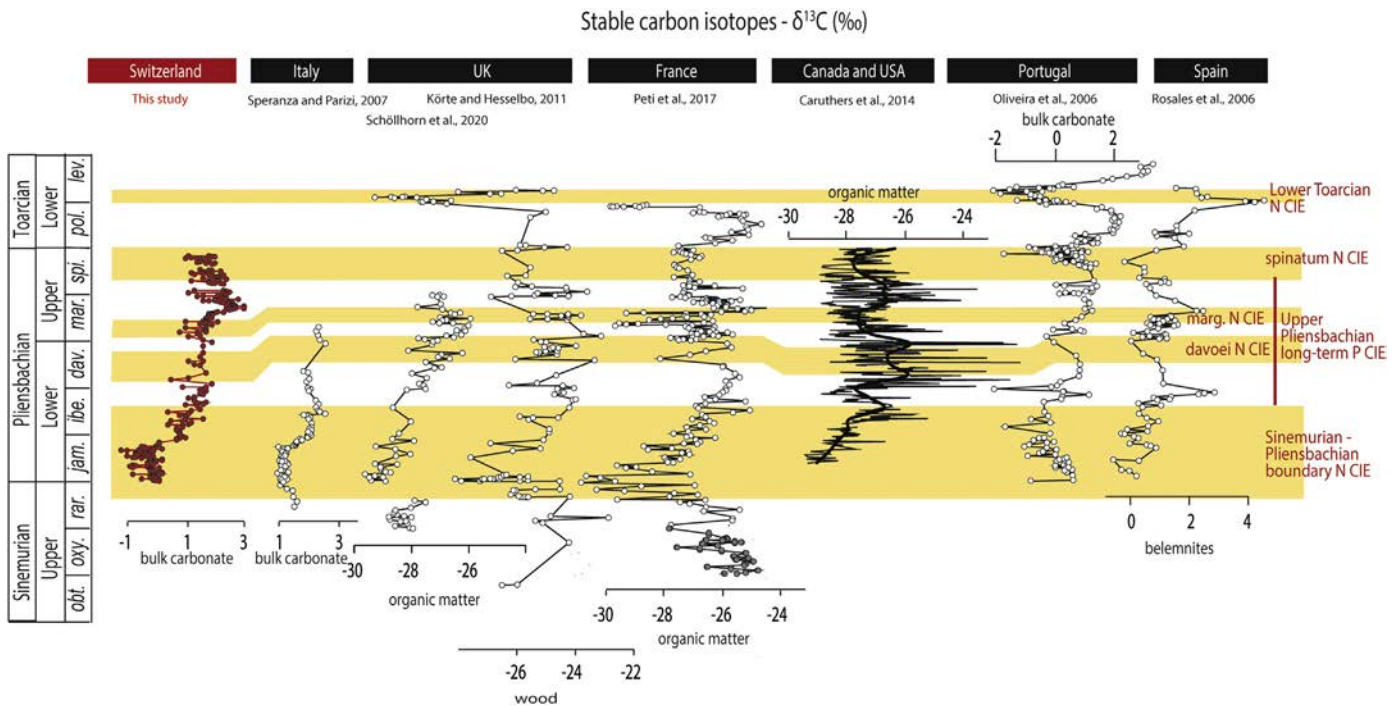 Stable carbon isotopes - δ¹³C (‰)
Switzerland
Italy
UK
France
Canada and USA
Portugal
Spain
This study
Speranza and Parizi, 2007
Körte and Hesselbo, 2011
Peti et al., 2017
Caruthers et al., 2014
Oliveira et al., 2006
Rosales et al., 2006
Schöllhorn et al., 2020
bulk carbonate
-2 0 2
organic matter
-30 -28 -26 -24
Toarcian
Lower
lev.
pol.
Pliensbachian
Upper
spi.
mar.
Lower
dav.
ibe.
jam.
Sinemurian
Upper
rar.
oxy.
obt.
Lower Toarcian
N CIE
spinatum N CIE
marg. N CIE
davoei N CIE
Upper
Pliensbachian
long-term P CIE
Sinemurian -
Pliensbachian
boundary N CIE
-1 3
bulk carbonate
1 3
bulk carbonate
-30 -28 -26
organic matter
-26 -24 -22
wood
-30 -28 -26 -24
organic matter
0 2 4
belemnites